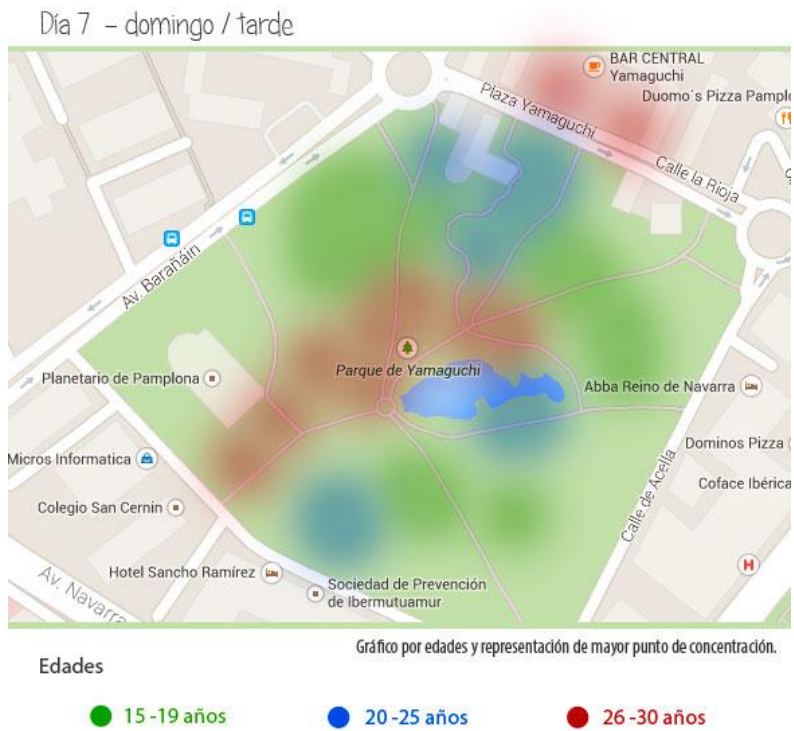 Día 7 – domingo / tarde
BAR CENTRAL
Yamaguchi
Duomo´s Pizza Pamplo
Plaza Yamaguchi
Calle la Rioja
Av. Barañáin
Parque de Yamaguchi
Planetario de Pamplona
Abba Reino de Navarra
Micros Informatica
Dominos Pizza
Colegio San Cernin
Coface Ibérica
Calle de Acella
Hotel Sancho Ramírez
H
Av. Navarra
Sociedad de Prevención
de Ibermutuamur
Gráfico por edades y representación de mayor punto de concentración.
Edades
15 -19 años
20 -25 años
26 -30 años